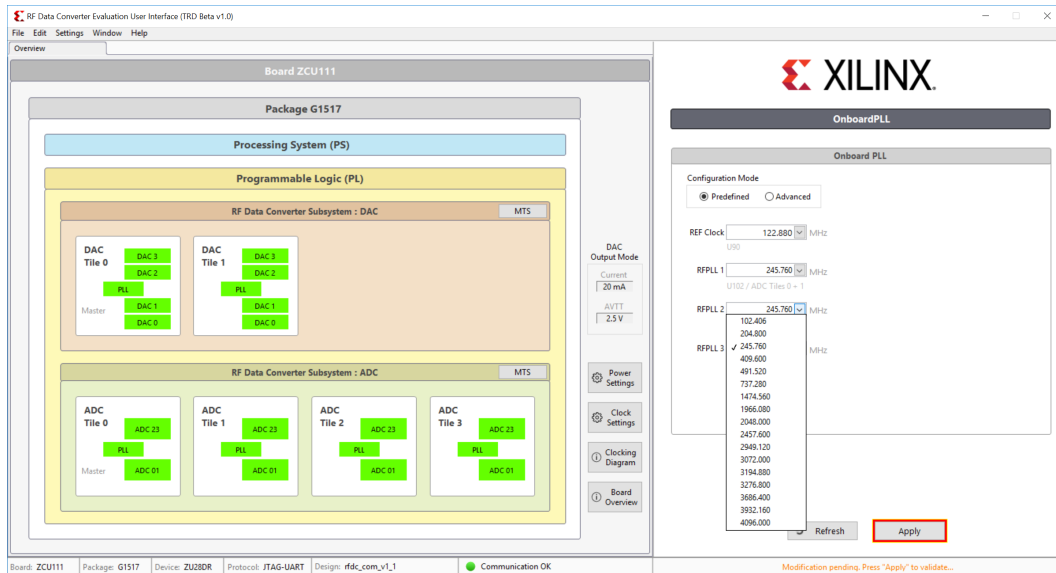 RF Data Converter Evaluation User Interface (TRD Beta v1.0)
File Edit Settings Window Help
Overview
Board ZCU111
Package G1517
Processing System (PS)
Programmable Logic (PL)
RF Data Converter Subsystem : DAC
MTS
DAC
Tile 0
DAC 3
DAC 2
PLL
Master
DAC 1
DAC 0
DAC
Tile 1
DAC 3
DAC 2
PLL
DAC 1
DAC 0
RF Data Converter Subsystem : ADC
MTS
ADC
Tile 0
ADC 23
PLL
Master
ADC 01
ADC
Tile 1
ADC 23
PLL
ADC 01
ADC
Tile 2
ADC 23
PLL
ADC 01
ADC
Tile 3
ADC 23
PLL
ADC 01
DAC
Output Mode
Current
20 mA
AVTT
2.5 V
Power
Settings
Clock
Settings
Clocking
Diagram
Board
Overview
XILINX.
OnboardPLL
Onboard PLL
Configuration Mode
Predefined Advanced
REF Clock 122.880 MHz
U90
RFPLL 1 245.760 MHz
U102 / ADC Tiles 0 - 1
RFPLL 2 245.760 MHz
RFPLL 3 MHz
102.406
204.800
✓ 245.760
409.600
491.520
737.280
1474.560
1966.080
2048.000
2457.600
2949.120
3072.000
3194.880
3276.800
3686.400
3932.160
4096.000
Refresh
Apply
Board: ZCU111 Package: G1517 Device: ZU28DR Protocol: JTAG-UART Design: rfdc_com_v1_1 Communication OK
Modification pending. Press "Apply" to validate...